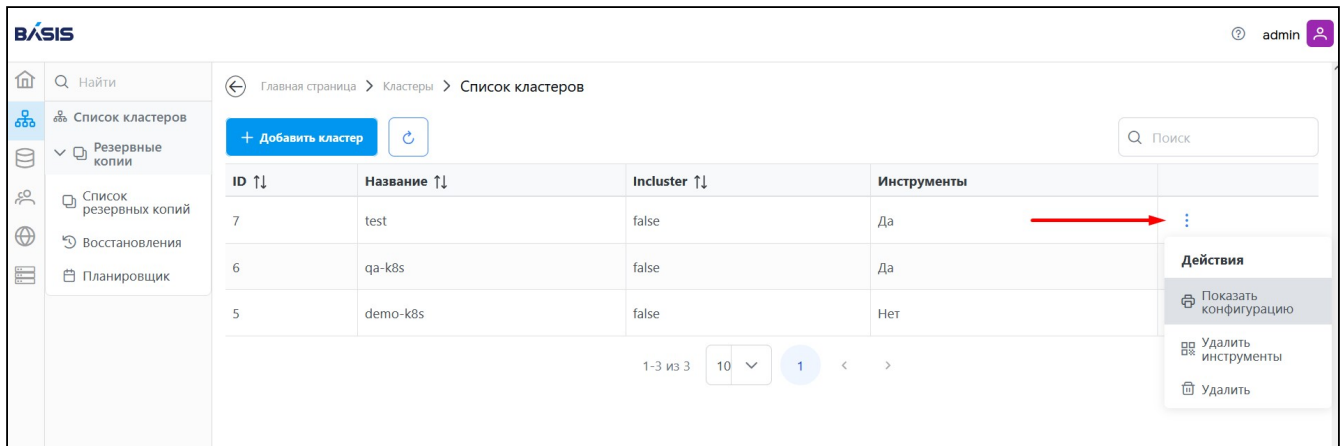 BASIS
admin
Найти
Главная страница
Кластеры
Список кластеров
Список кластеров
Резервные
копии
Список
резервных копий
Восстановления
Планировщик
+ Добавить кластер
Поиск
ID Название Incluster Инструменты
7 test false Да
6 qa-k8s false Да
5 demo-k8s false Нет
Действия
Показать
конфигурацию
Удалить
инструменты
Удалить
1-3 из 3 10 1